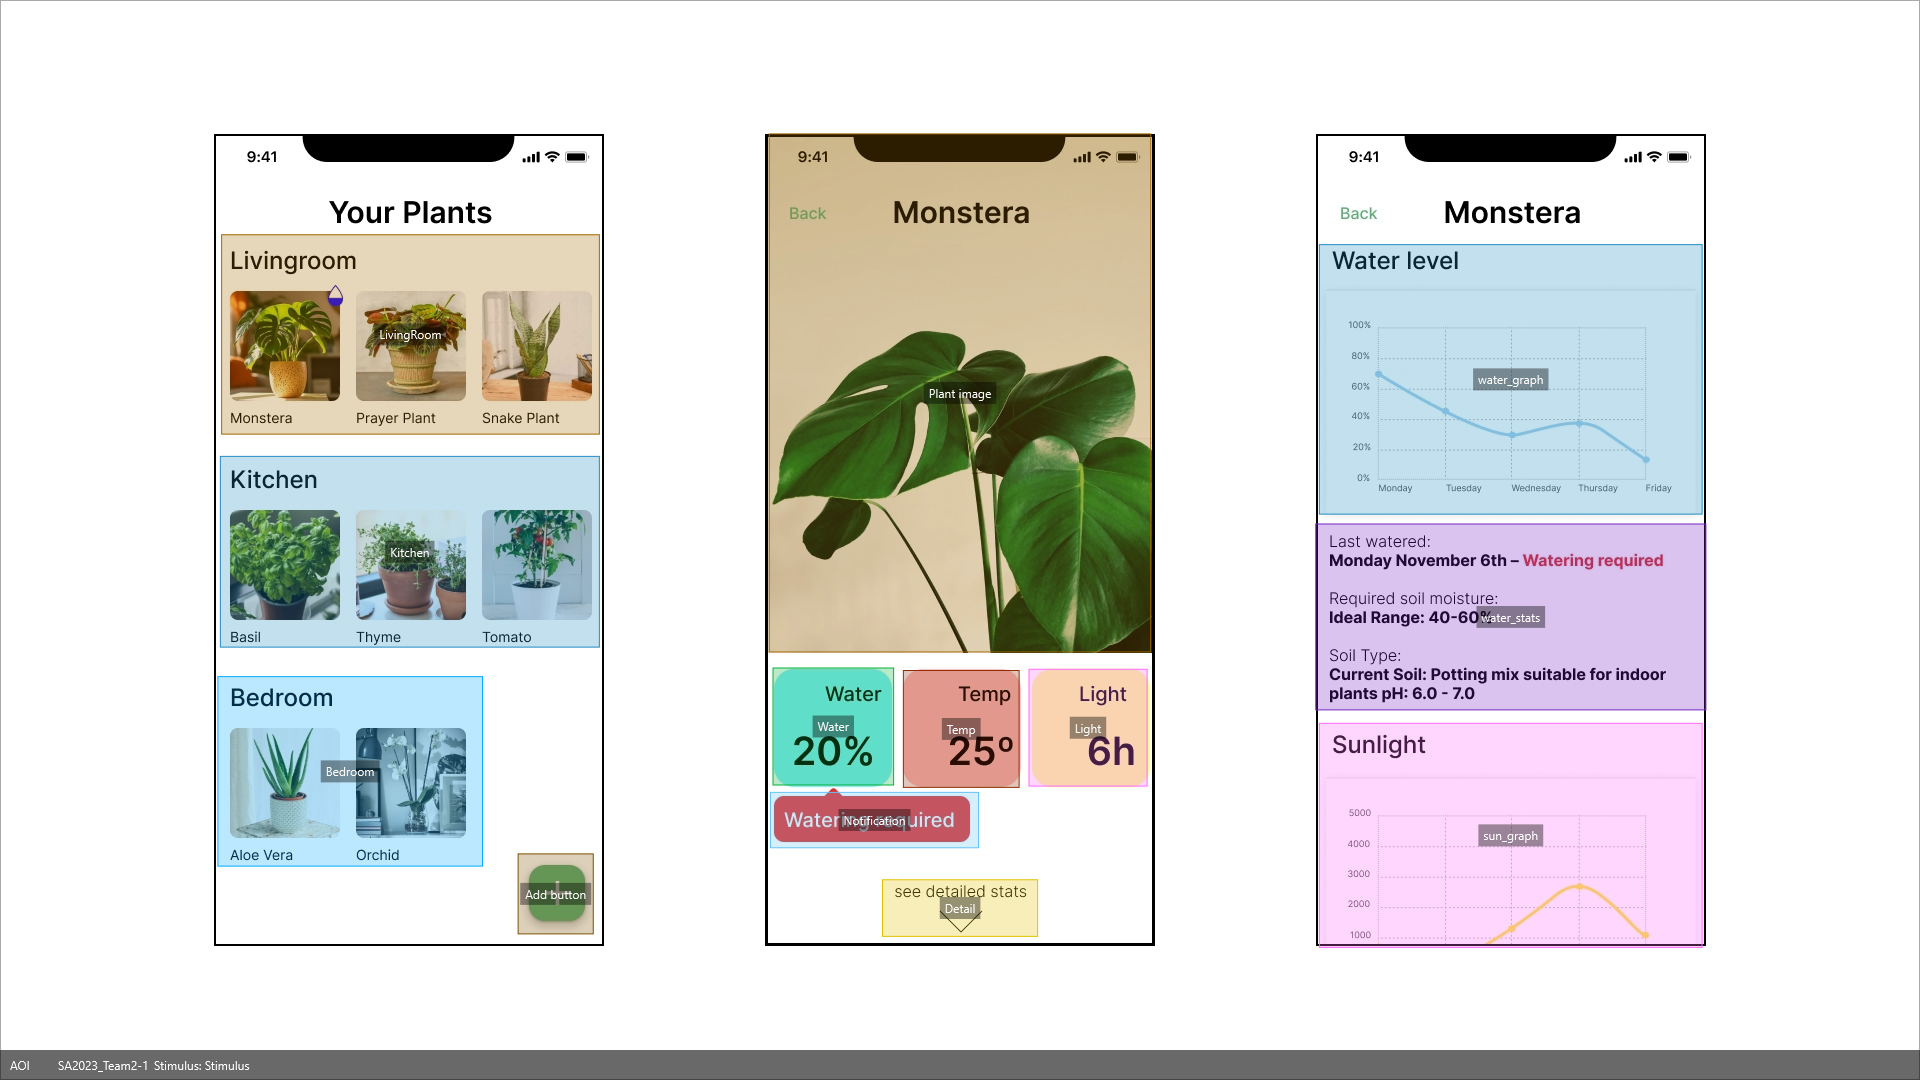 9:41
Your Plants
Livingroom
LivingRoom
Monstera
Prayer Plant
Snake Plant
Kitchen
Kitchen
Basil
Thyme
Tomato
Bedroom
Bedroom
Aloe Vera
Orchid
Add button
9:41
Back
Monstera
Plant image
Water
Temp
Light
Water
Temp
Light
20%
25º
6h
Watering required
Notification
see detailed stats
Detail
9:41
Back
Monstera
Water level
100%
80%
60%
40%
20%
0%
water_graph
Monday
Tuesday
Wednesday
Thursday
Friday
Last watered:
Monday November 6th – Watering required
Required soil moisture:
Ideal Range: 40-60%
water_stats
Soil Type:
Current Soil: Potting mix suitable for indoor
plants pH: 6.0 - 7.0
Sunlight
5000
4000
3000
2000
1000
sun_graph
AOI SA2023_Team2-1 Stimulus: Stimulus